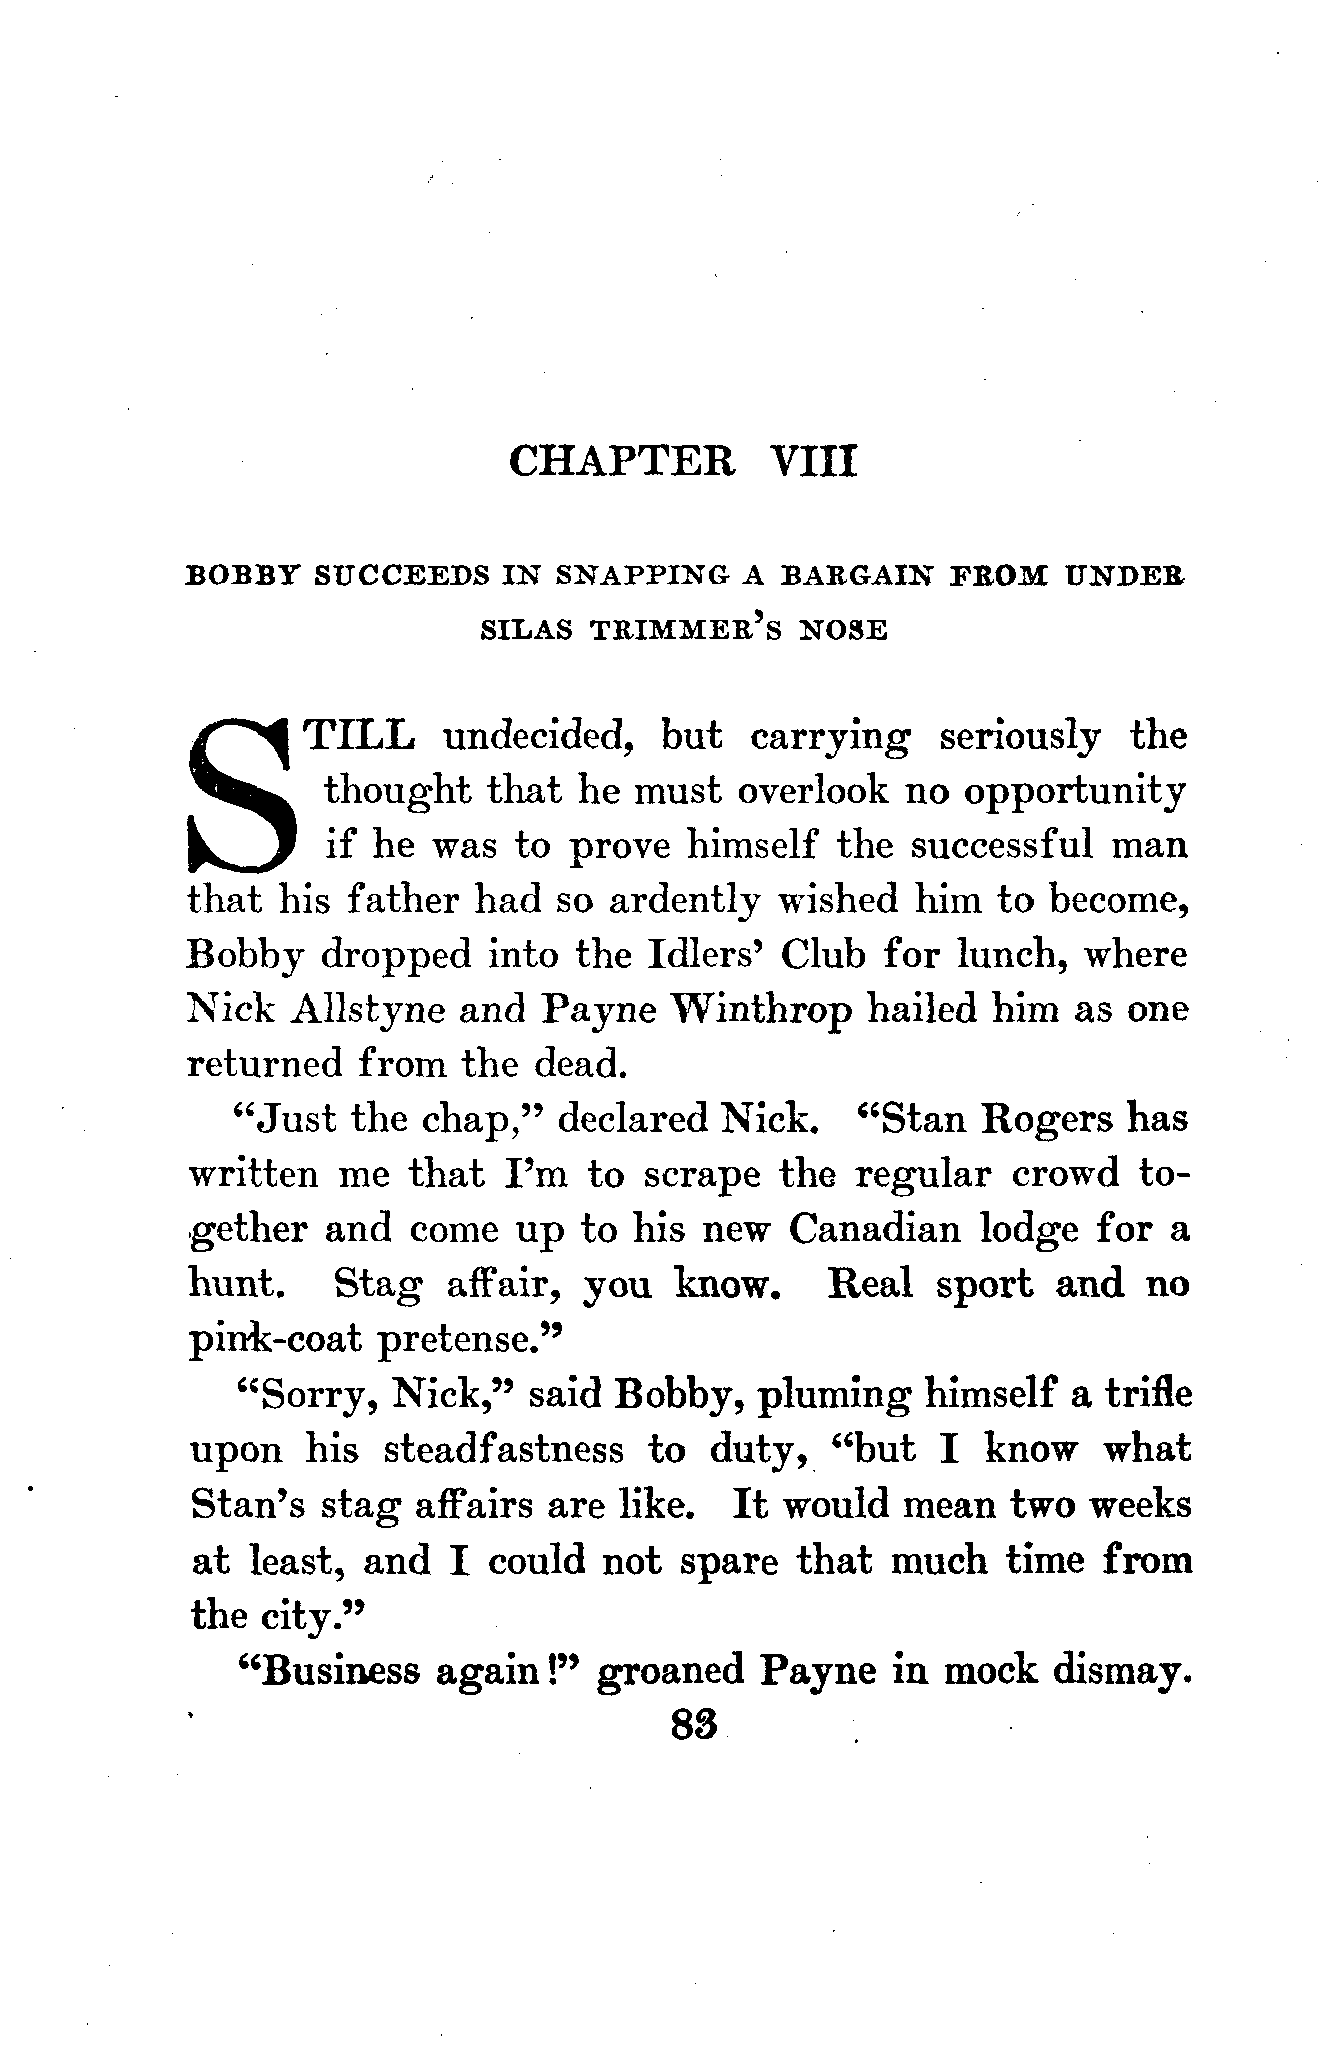 CHAPTER VIII
BOBBY SUCCEEDS IN SNAPPING A BARGAIN FROM UNDER
SILAS TRIMMER'S NOSE
STILL undecided, but carrying seriously the
thought that he must overlook no opportunity
if he was to prove himself the successful man
that his father had so ardently wished him to become,
Bobby dropped into the Idlers' Club for lunch, where
Nick Allstyne and Payne Winthrop hailed him as one
returned from the dead.
"Just the chap," declared Nick. "Stan Rogers has
written me that I'm to scrape the regular crowd to-
gether and come up to his new Canadian lodge for a
hunt. Stag affair, you know. Real sport and no
pink-coat pretense."
"Sorry, Nick," said Bobby, pluming himself a trifle
upon his steadfastness to duty, "but I know what
Stan's stag affairs are like. It would mean two weeks
at least, and I could not spare that much time from
the city."
"Business again!" groaned Payne in mock dismay.
83